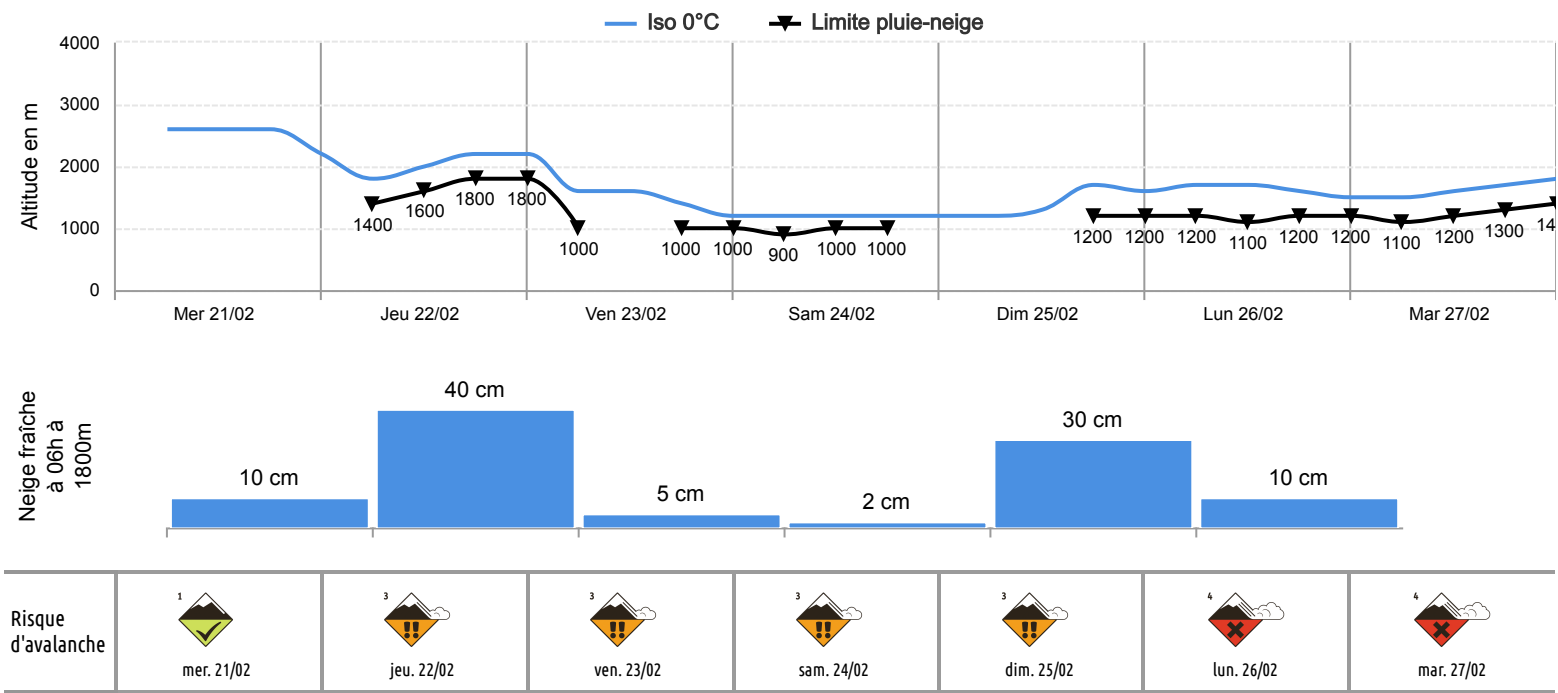 Iso 0°C Limite pluie-neige
Altitude en m
4000
3000
2000
1000
0
1400 1600 1800 1800 1000 1000 1000 900 1000 1000 1200 1200 1200 1100 1200 1200 1100 1200 1300 14
Mer 21/02 Jeu 22/02 Ven 23/02 Sam 24/02 Dim 25/02 Lun 26/02 Mar 27/02
Neige fraîche
à 06h à
1800m
10 cm 40 cm 5 cm 2 cm 30 cm 10 cm
Risque
d'avalanche
1 3 3 3 3 4 4
!! !! !! !!
mer. 21/02 jeu. 22/02 ven. 23/02 sam. 24/02 dim. 25/02 lun. 26/02 mar. 27/02